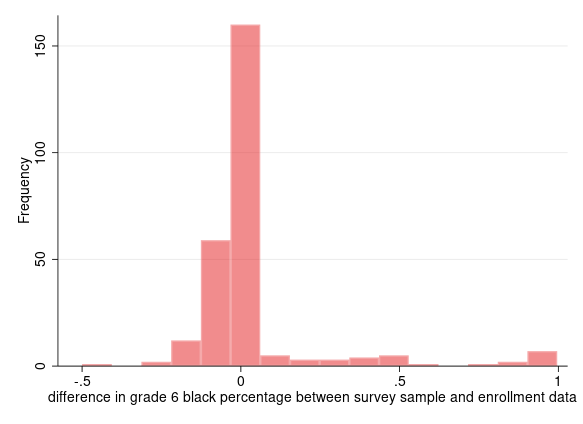 150
100
50
0
Frequency
-.5 0 .5 1
difference in grade 6 black percentage between survey sample and enrollment data